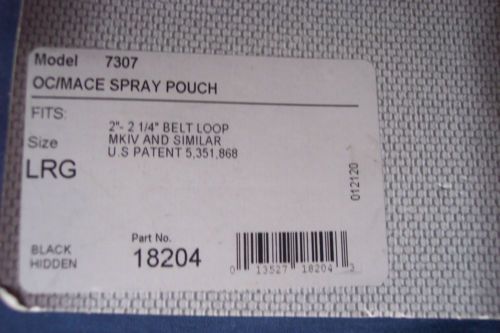 Model 7307
OC/MACE SPRAY POUCH
FITS:
2"- 2 1/4" BELT LOOP
Size MKIV AND SIMILAR
U.S PATENT 5,351,868
LRG
012120
BLACK
HIDDEN
Part No.
18204
0 13527 18204 3